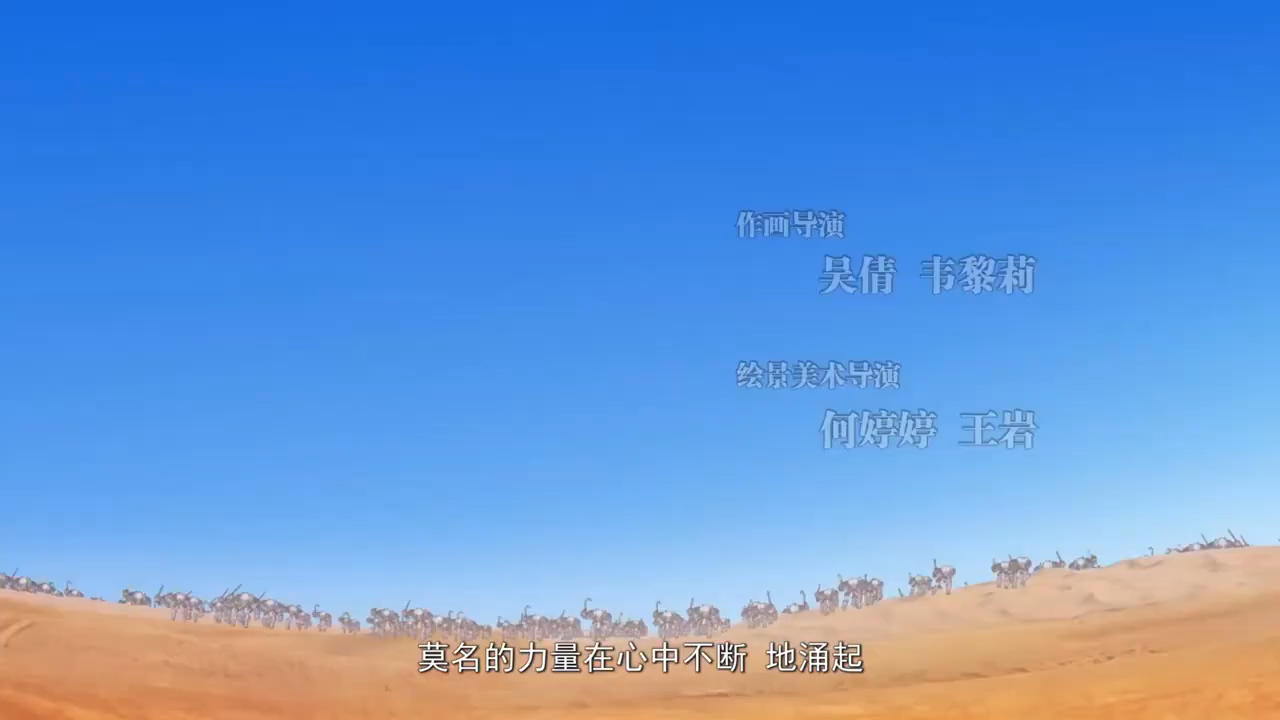 作画导演
吴倩 韦黎莉
绘景美术导演
何婷婷 王岩
莫名的力量在心中不断 地涌起